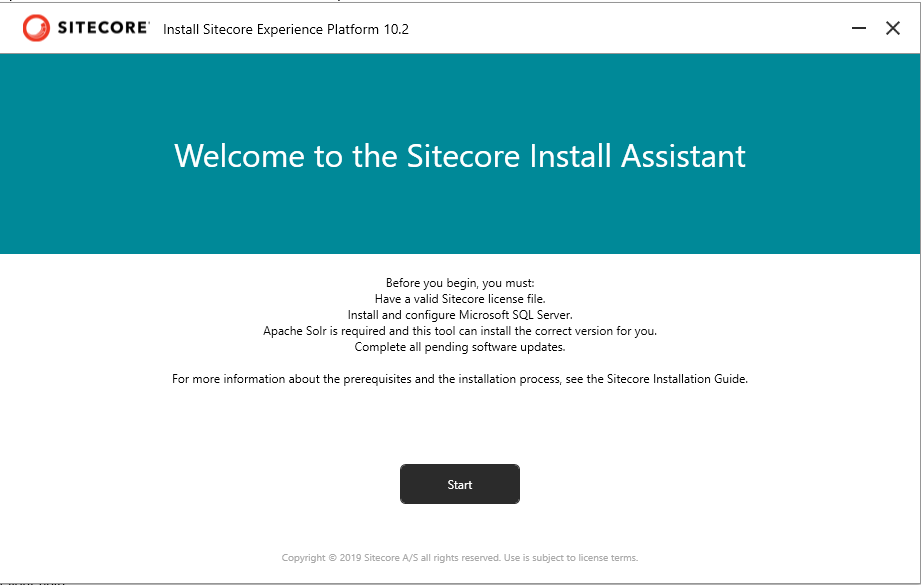 SITECORE Install Sitecore Experience Platform 10.2
Welcome to the Sitecore Install Assistant
Before you begin, you must:
Have a valid Sitecore license file.
Install and configure Microsoft SQL Server.
Apache Solr is required and this tool can install the correct version for you.
Complete all pending software updates.
For more information about the prerequisites and the installation process, see the Sitecore Installation Guide.
Start
Copyright © 2019 Sitecore A/S all rights reserved. Use is subject to license terms.